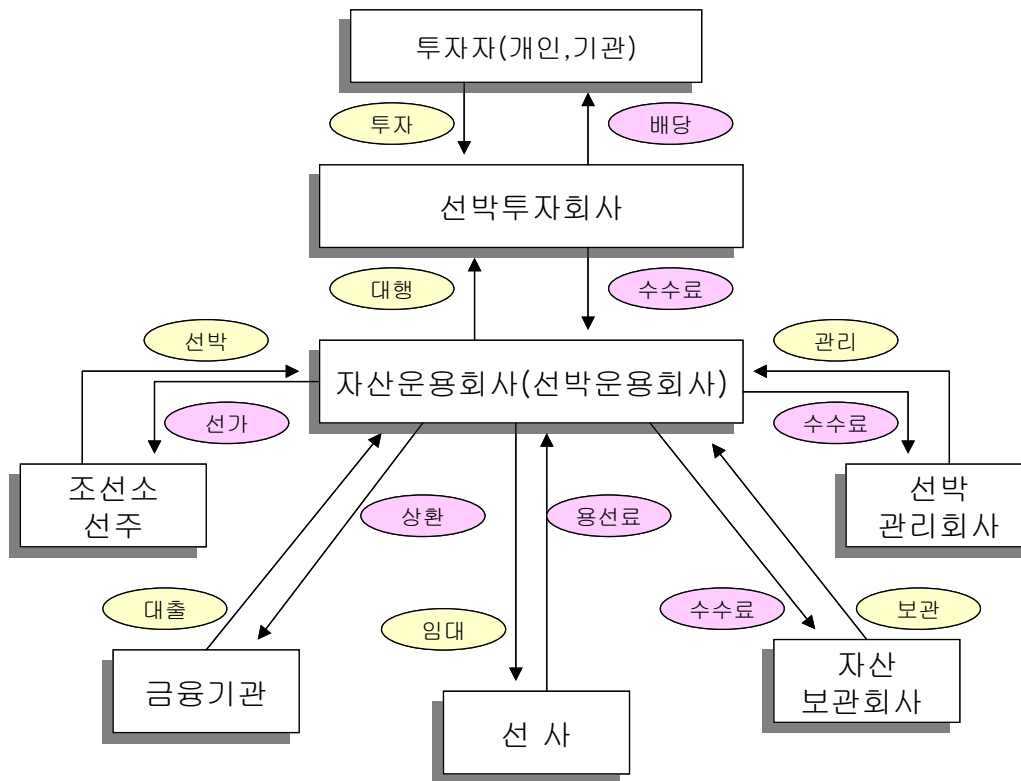 투자자(개인,기관)
투자
배당
선박투자회사
대행
수수료
선박
관리
자산운용회사(선박운용회사)
선가
수수료
조선소
선주
선박
관리회사
상환
용선료
대출
임대
수수료
보관
금융기관
선 사
자산
보관회사